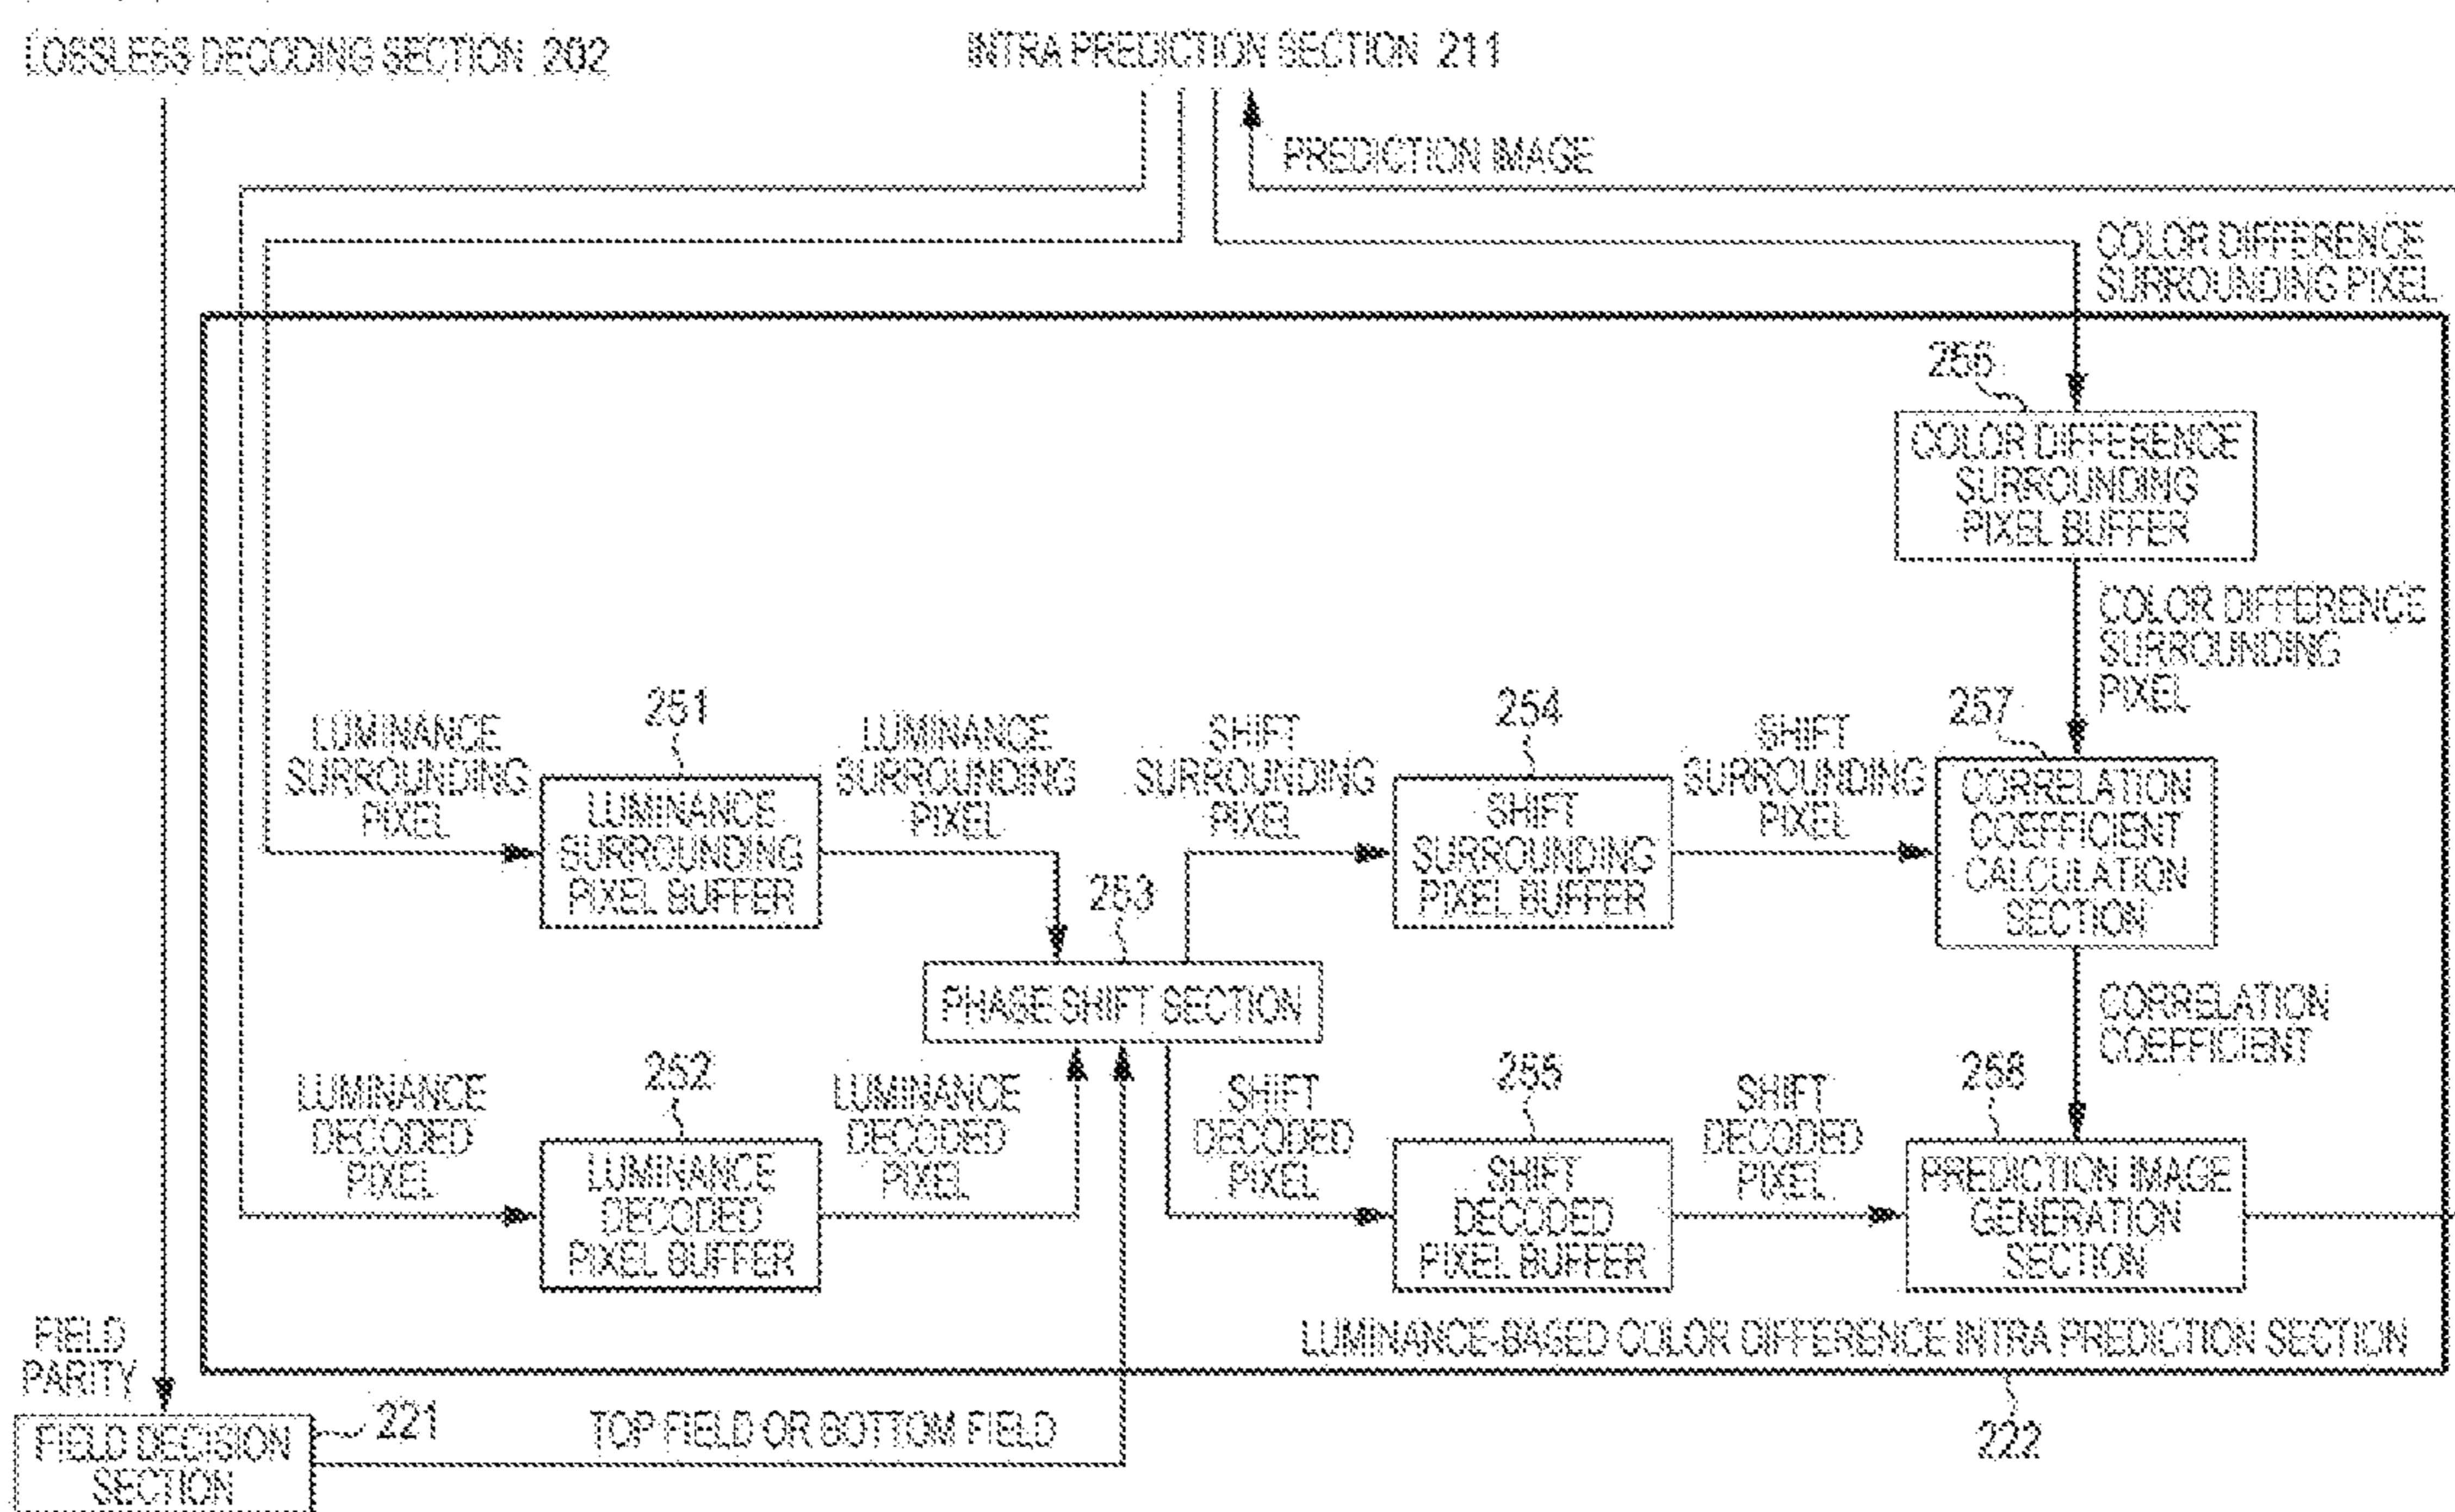 LOSSLESS DECODING SECTION 202
INTRA PREDICTION SECTION 211
PREDICTION IMAGE
COLOR DIFFERENCE
SURROUNDING PIXEL
256
COLOR DIFFERENCE
SURROUNDING
PIXEL BUFFER
COLOR DIFFERENCE
SURROUNDING
PIXEL
LUMINANCE
SURROUNDING
PIXEL
251
LUMINANCE
SURROUNDING
PIXEL BUFFER
LUMINANCE
SURROUNDING
PIXEL
SHIFT
SURROUNDING
PIXEL
254
SHIFT
SURROUNDING
PIXEL BUFFER
SHIFT
SURROUNDING
PIXEL
257
CORRELATION
COEFFICIENT
CALCULATION
SECTION
253
PHASE SHIFT SECTION
CORRELATION
COEFFICIENT
LUMINANCE
DECODED
PIXEL
252
LUMINANCE
DECODED
PIXEL BUFFER
LUMINANCE
DECODED
PIXEL
SHIFT
DECODED
PIXEL
255
SHIFT
DECODED
PIXEL BUFFER
SHIFT
DECODED
PIXEL
258
PREDICTION IMAGE
GENERATION
SECTION
LUMINANCE-BASED COLOR DIFFERENCE INTRA PREDICTION SECTION
222
FIELD
PARITY
221
FIELD DECISION
SECTION
TOP FIELD OR BOTTOM FIELD